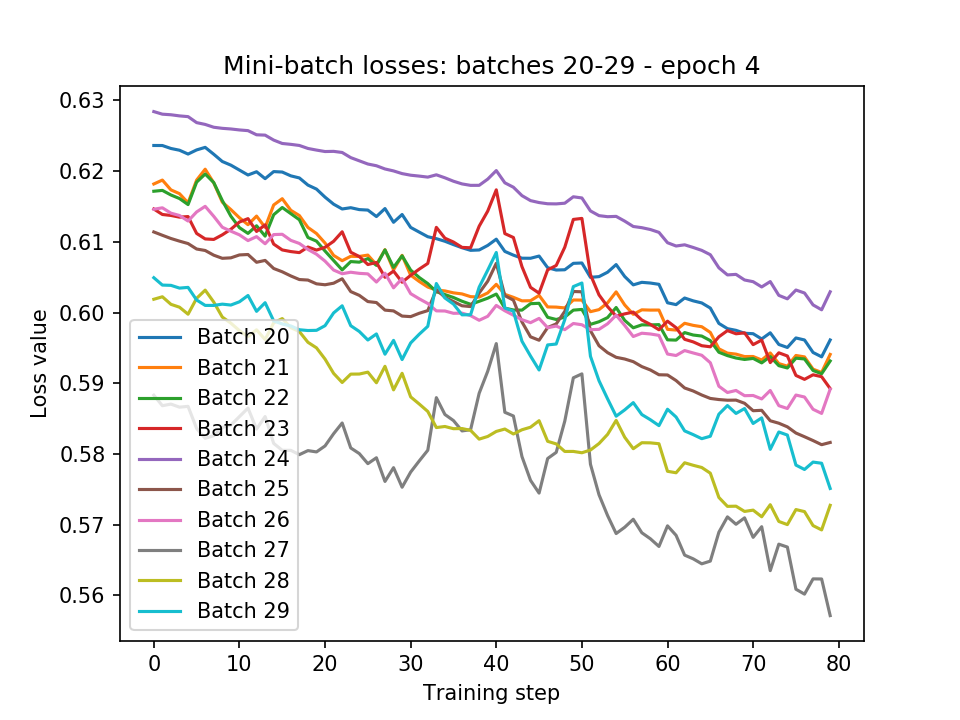 Mini-batch losses: batches 20-29 - epoch 4
Loss value
0.63
0.62
0.61
0.60
0.59
0.58
0.57
0.56
Batch 20
Batch 21
Batch 22
Batch 23
Batch 24
Batch 25
Batch 26
Batch 27
Batch 28
Batch 29
0 10 20 30 40 50 60 70 80
Training step